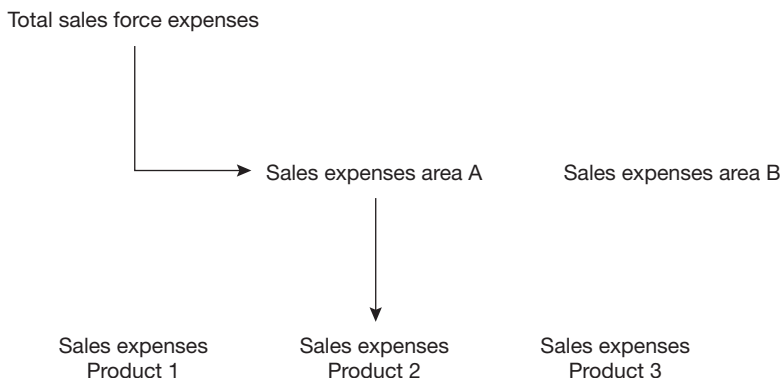 Total sales force expenses
Sales expenses area A
Sales expenses area B
Sales expenses
Product 1
Sales expenses
Product 2
Sales expenses
Product 3